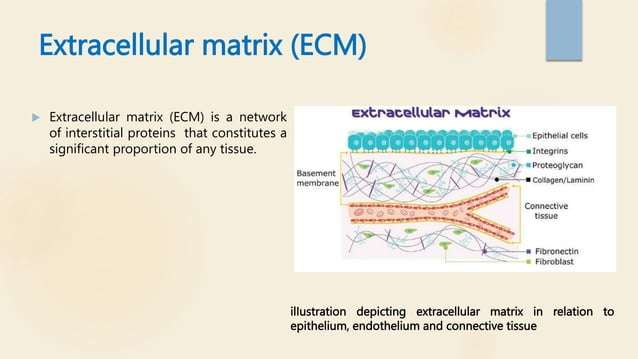 Extracellular matrix (ECM)
Extracellular matrix (ECM) is a network
of interstitial proteins that constitutes a
significant proportion of any tissue.
Extracellular Matrix
Epithelial cells
Integrins
Proteoglycan
Collagen/Laminin
Basement
membrane
Connective
tissue
Fibronectin
Fibroblast
illustration depicting extracellular matrix in relation to
epithelium, endothelium and connective tissue